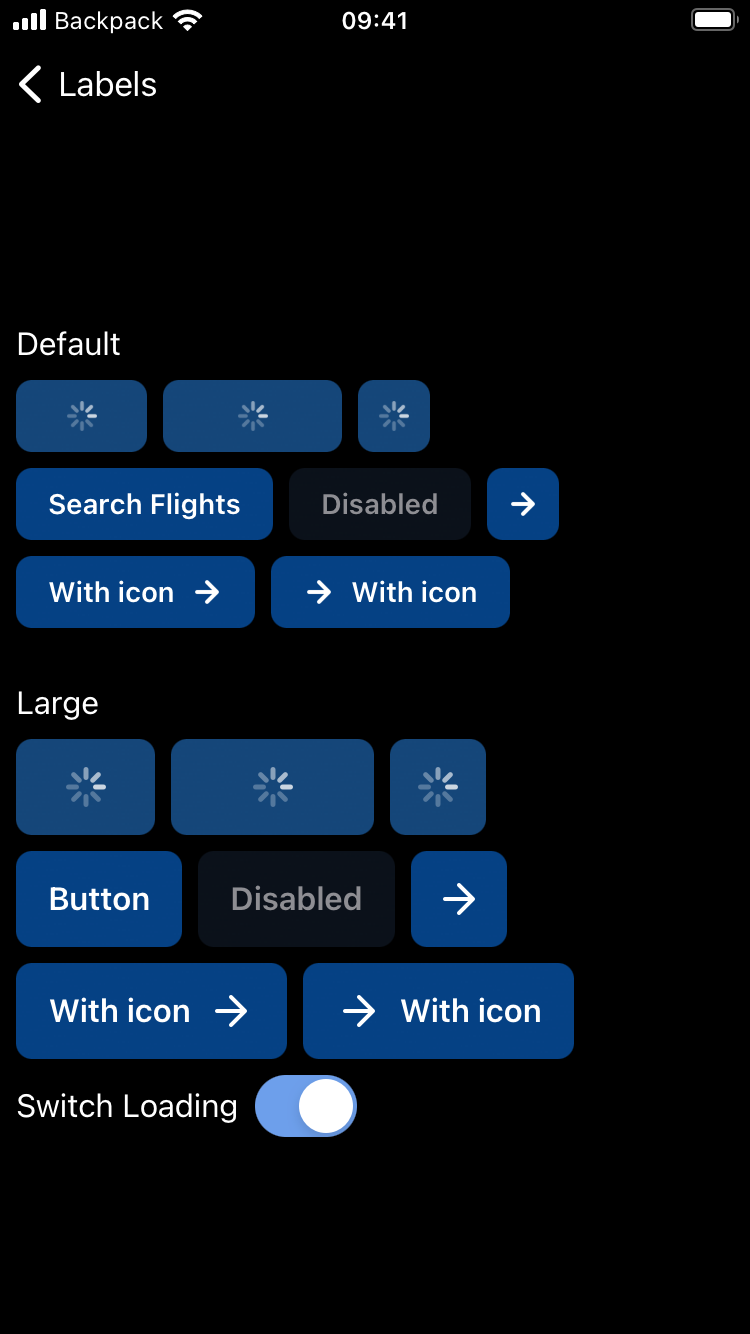 Backpack 09:41
Labels
Default
Search Flights Disabled
With icon With icon
Large
Button Disabled
With icon With icon
Switch Loading